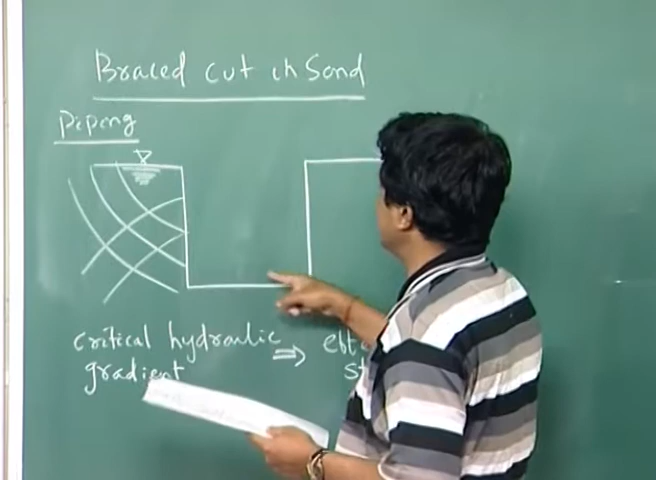 Braced cut in Sand
Piping
critical hydraulic
gradient
⇒